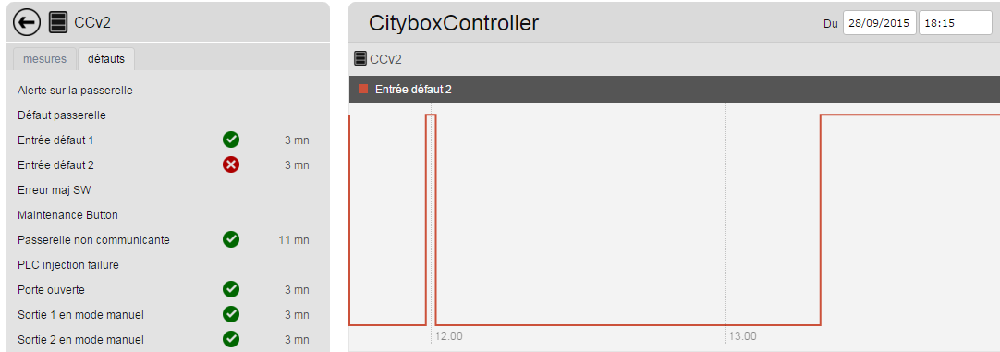 CCv2
mesures
défauts
Alerte sur la passerelle
Défaut passerelle
Entrée défaut 1 3 mn
Entrée défaut 2 3 mn
Erreur maj SW
Maintenance Button
Passerelle non communicante 11 mn
PLC injection failure
Porte ouverte 3 mn
Sortie 1 en mode manuel 3 mn
Sortie 2 en mode manuel 3 mn
CityboxController
Du 28/09/2015 18:15
CCv2
Entrée défaut 2
12:00 13:00